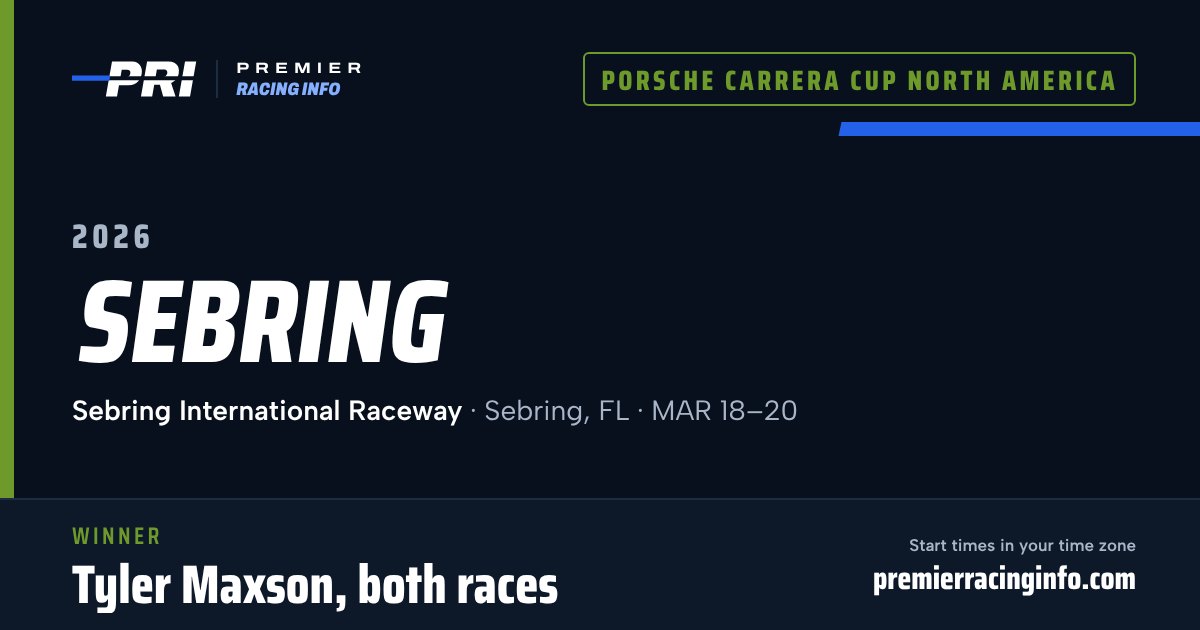 PRI
PREMIER
RACING INFO
PORSCHE CARRERA CUP NORTH AMERICA
2026
SEBRING
Sebring International Raceway · Sebring, FL · MAR 18–20
WINNER
Tyler Maxson, both races
Start times in your time zone
premierracinginfo.com